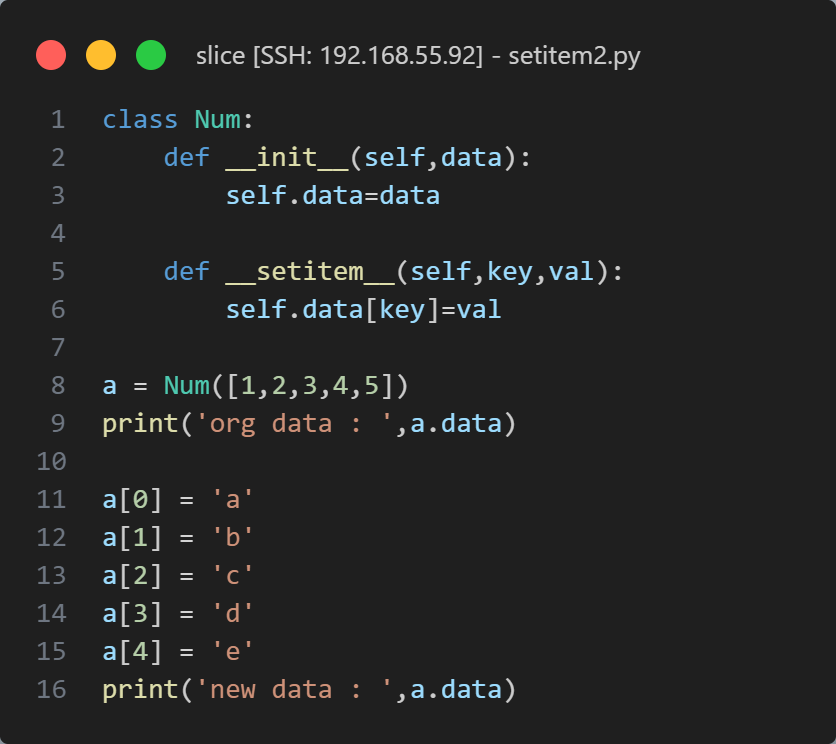 slice [SSH: 192.168.55.92] - setitem2.py
1 class Num:
2     def __init__(self,data):
3         self.data=data
4
5     def __setitem__(self,key,val):
6         self.data[key]=val
7
8 a = Num([1,2,3,4,5])
9 print('org data : ',a.data)
10
11 a[0] = 'a'
12 a[1] = 'b'
13 a[2] = 'c'
14 a[3] = 'd'
15 a[4] = 'e'
16 print('new data : ',a.data)